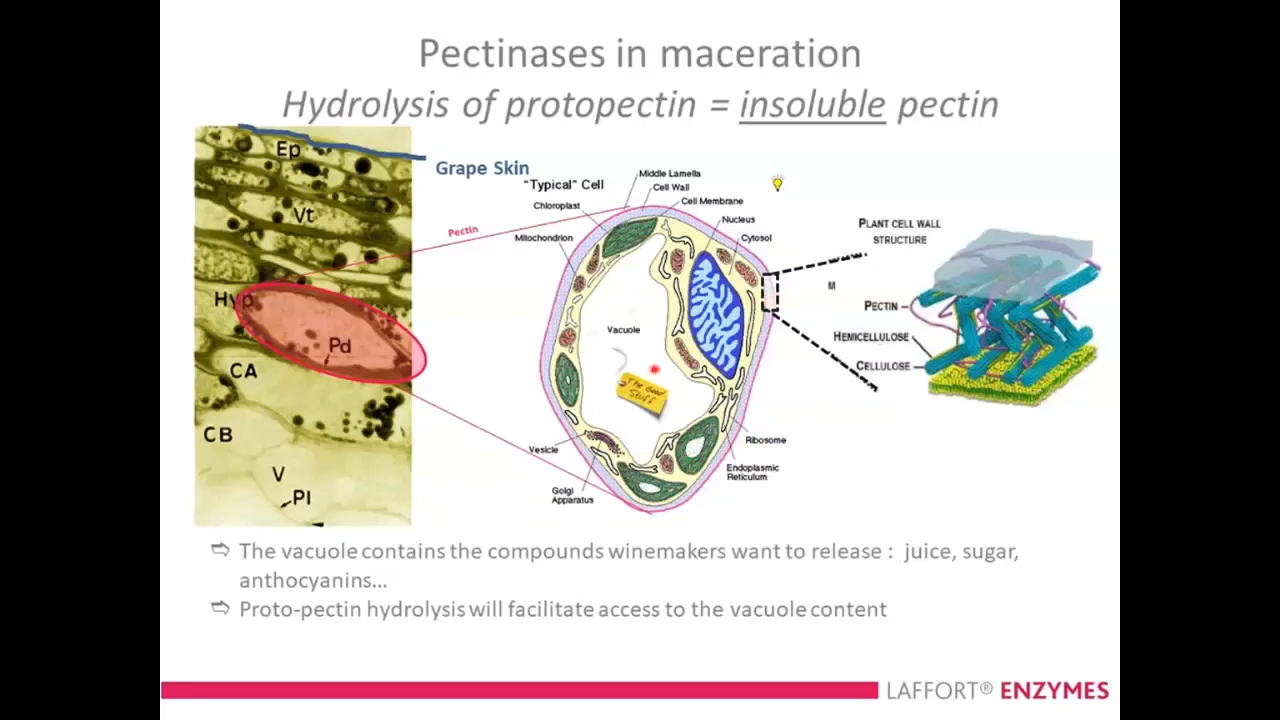 Pectinases in maceration
Hydrolysis of protopectin = insoluble pectin
Ep
Grape Skin
Vt
Pectin
Hyp
Pd
CA
CB
V
Pl
"Typical" Cell
Middle Lamella
Cell Wall
Cell Membrane
Chloroplast
Nucleus
Mitochondrion
Cytosol
Vacuole
The Good
Stuff
Vesicle
Ribosome
Golgi
Apparatus
Endoplasmic
Reticulum
PLANT CELL WALL
STRUCTURE
M
PECTIN
HEMICELLULOSE
CELLULOSE
⇨ The vacuole contains the compounds winemakers want to release : juice, sugar,
anthocyanins...
⇨ Proto-pectin hydrolysis will facilitate access to the vacuole content
LAFFORT® ENZYMES